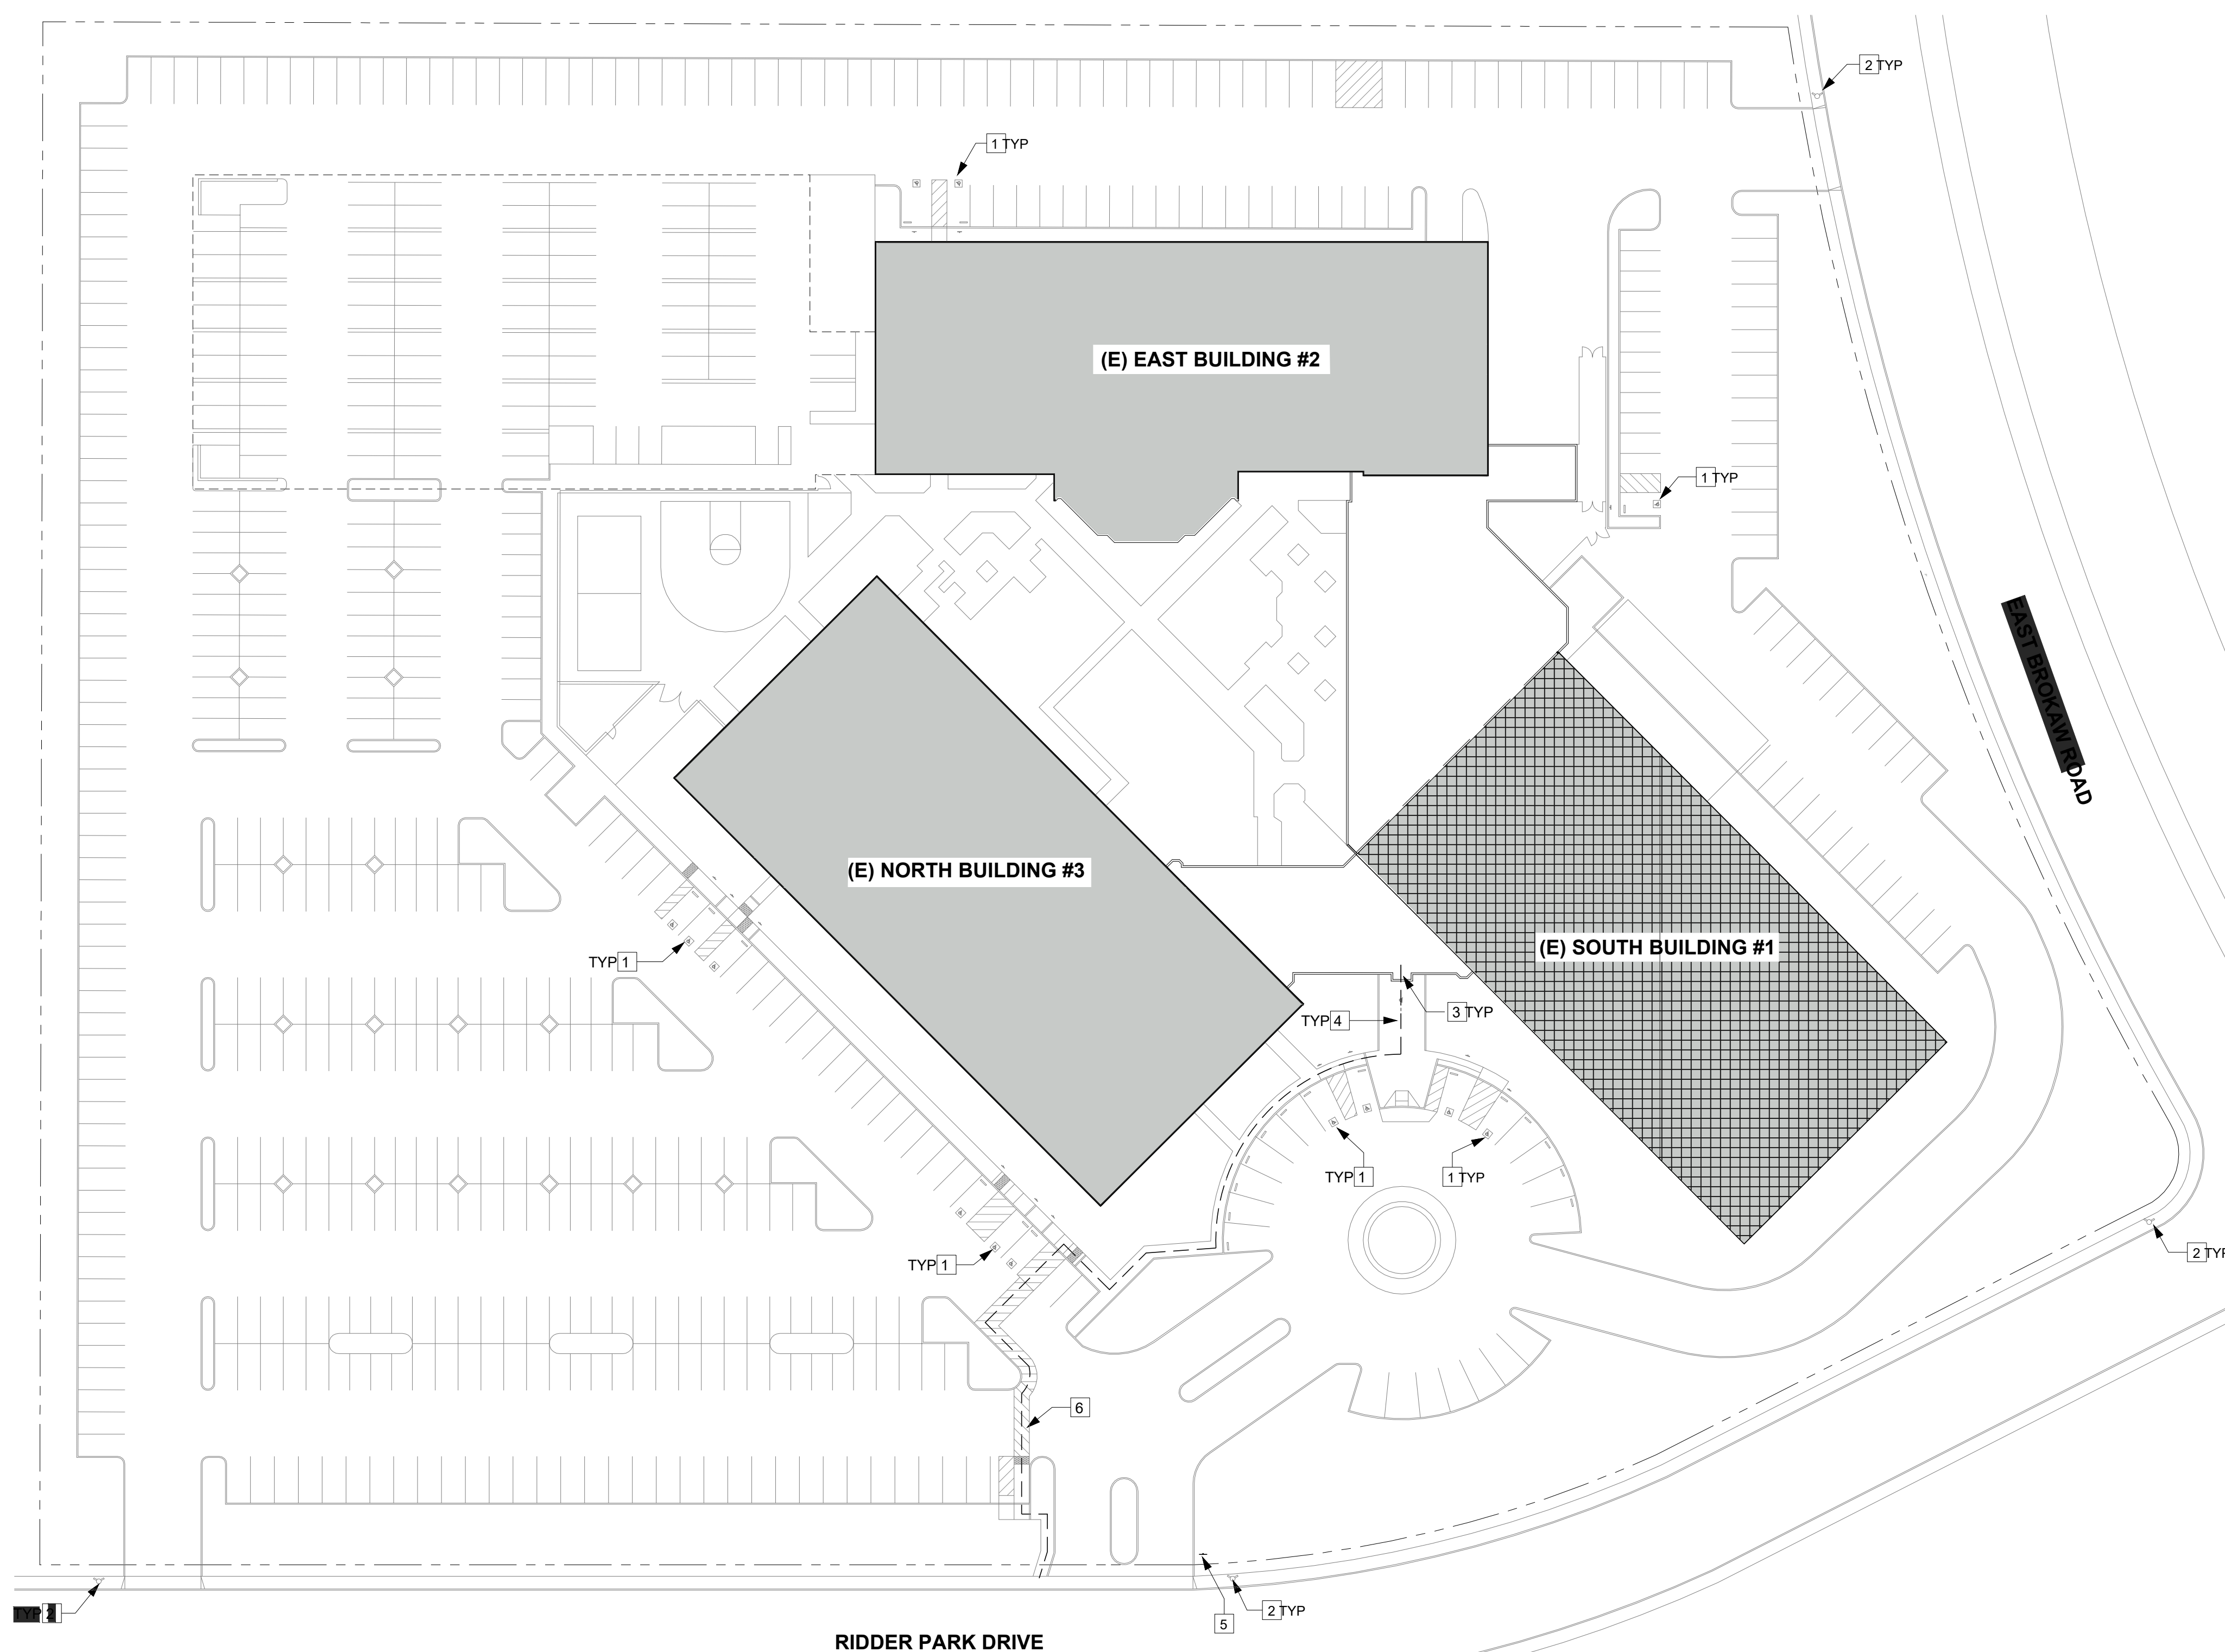 2 TYP
1 TYP
(E) EAST BUILDING #2
1 TYP
EAST BROKAW ROAD
(E) NORTH BUILDING #3
(E) SOUTH BUILDING #1
TYP 1
3 TYP
TYP 4
TYP 1
1 TYP
TYP 1
2 TYP
6
TYP 2
2 TYP
5
RIDDER PARK DRIVE